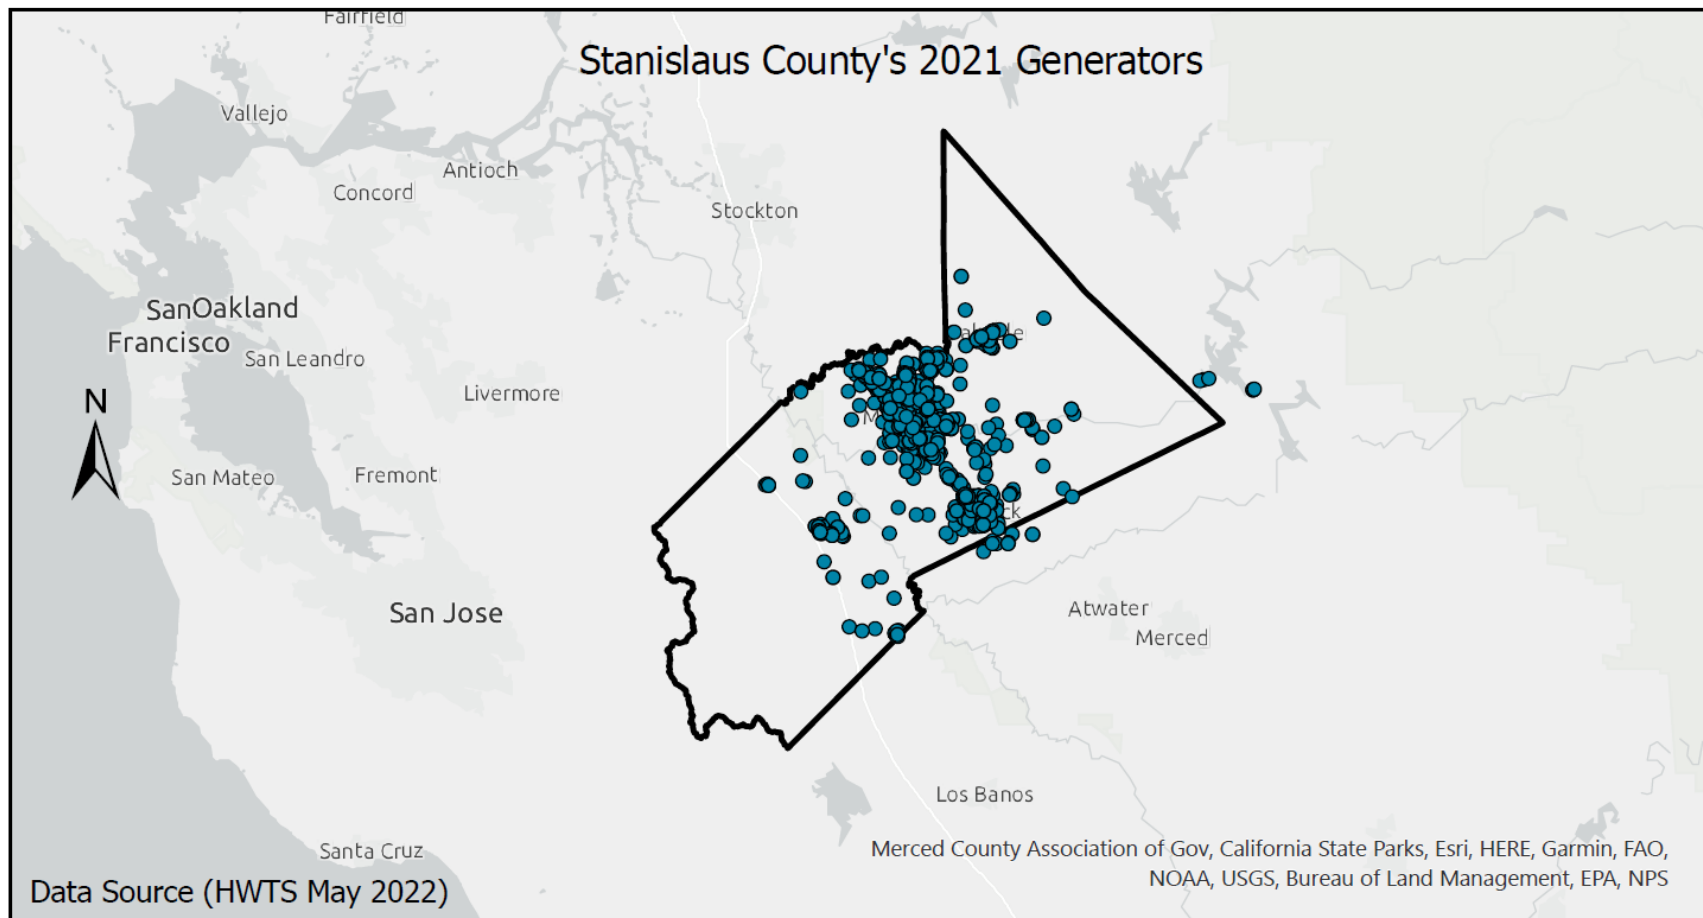 Fairfield
Stanislaus County's 2021 Generators
Vallejo
Antioch
Concord
Stockton
SanOakland
Francisco
San Leandro
Livermore
N
San Mateo
Fremont
San Jose
Atwater
Merced
Los Banos
Santa Cruz
Merced County Association of Gov, California State Parks, Esri, HERE, Garmin, FAO,
NOAA, USGS, Bureau of Land Management, EPA, NPS
Data Source (HWTS May 2022)